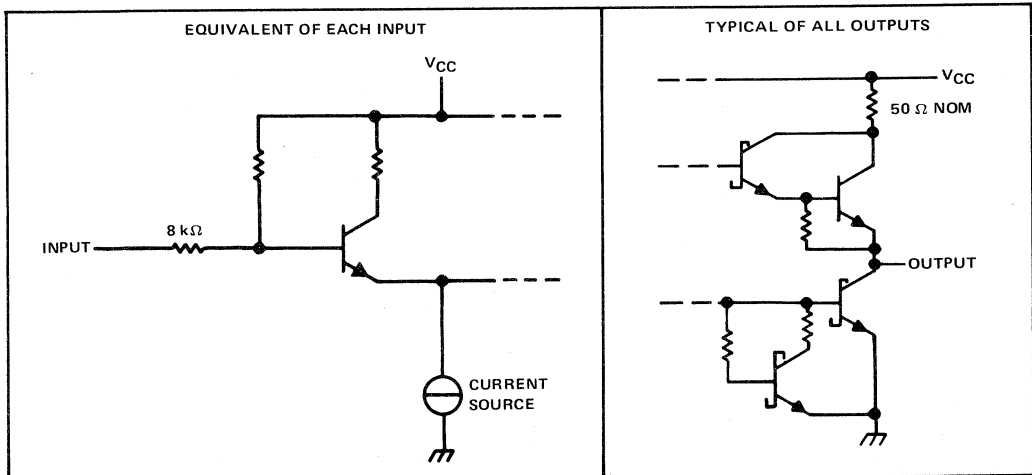 EQUIVALENT OF EACH INPUT
VCC
8 kΩ
INPUT
CURRENT
SOURCE
TYPICAL OF ALL OUTPUTS
VCC
50 Ω NOM
OUTPUT